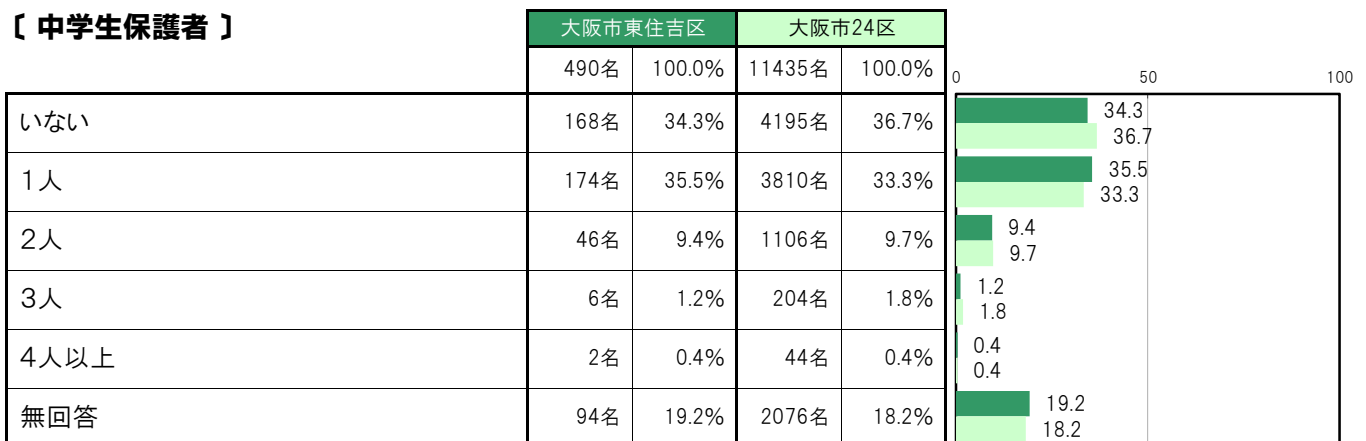 〔 中学生保護者 〕
大阪市東住吉区 大阪市24区
490名 100.0% 11435名 100.0%
0 50 100
いない 168名 34.3% 4195名 36.7% 34.3
36.7
1人 174名 35.5% 3810名 33.3% 35.5
33.3
2人 46名 9.4% 1106名 9.7% 9.4
9.7
3人 6名 1.2% 204名 1.8% 1.2
1.8
4人以上 2名 0.4% 44名 0.4% 0.4
0.4
無回答 94名 19.2% 2076名 18.2% 19.2
18.2